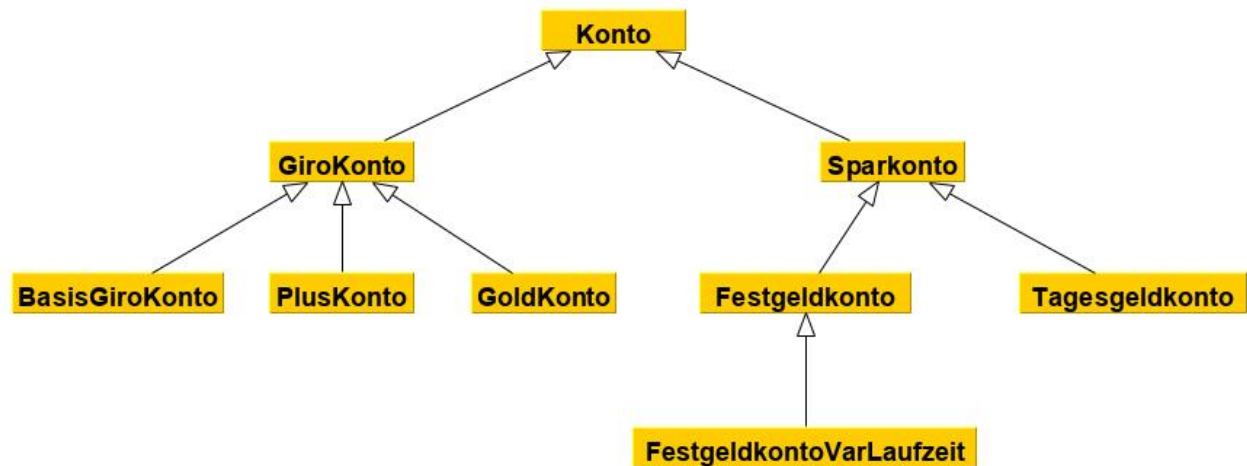 Konto
GiroKonto
Sparkonto
BasisGiroKonto
PlusKonto
GoldKonto
Festgeldkonto
Tagesgeldkonto
FestgeldkontoVarLaufzeit